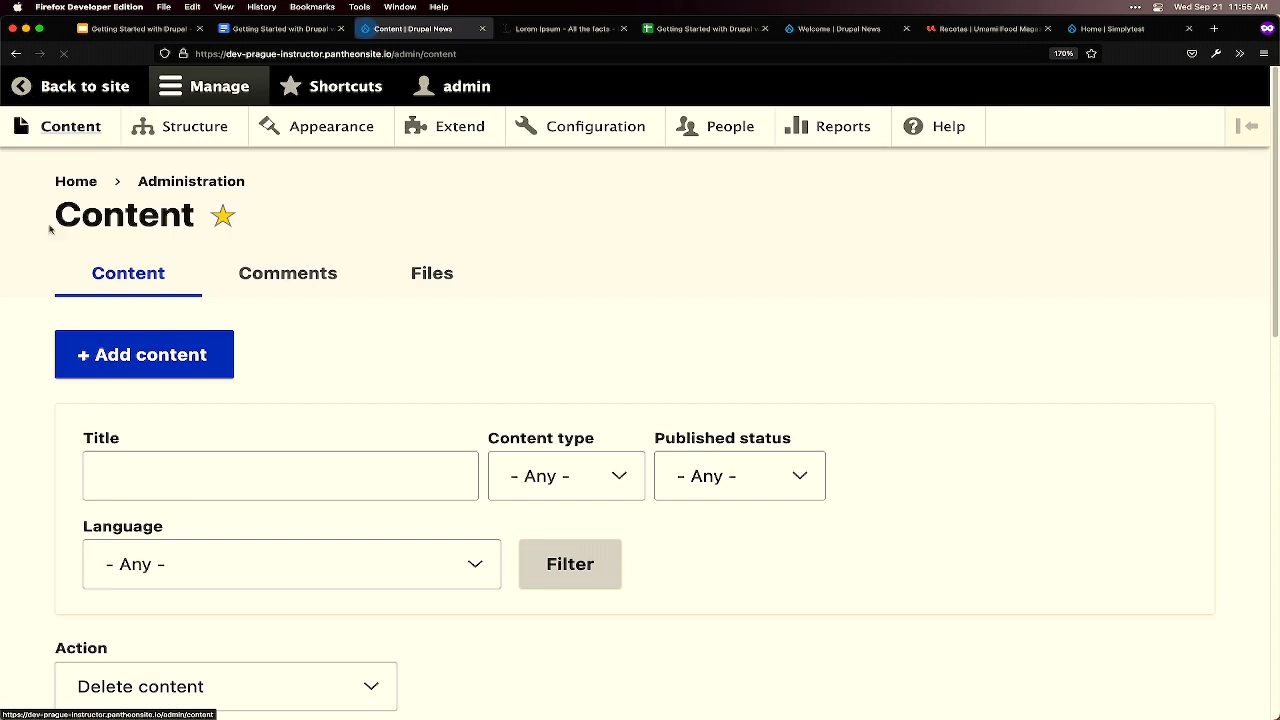 Firefox Developer Edition File Edit View History Bookmarks Tools Window Help Wed Sep 21 11:55 AM
Getting Started with Drupal - Getting Started with Drupal w Content | Drupal News Lorem Ipsum - All the facts - Getting Started with Drupal w Welcome | Drupal News Recetas | Umami Food Maga Home | Simplytest
https://dev-prague-instructor.pantheonsite.io/admin/content 170%
Back to site Manage Shortcuts admin
Content Structure Appearance Extend Configuration People Reports Help
Home › Administration
Content
Content Comments Files
+ Add content
Title Content type Published status
- Any - - Any -
Language
- Any - Filter
Action
Delete content
https://dev-prague-instructor.pantheonsite.io/admin/content